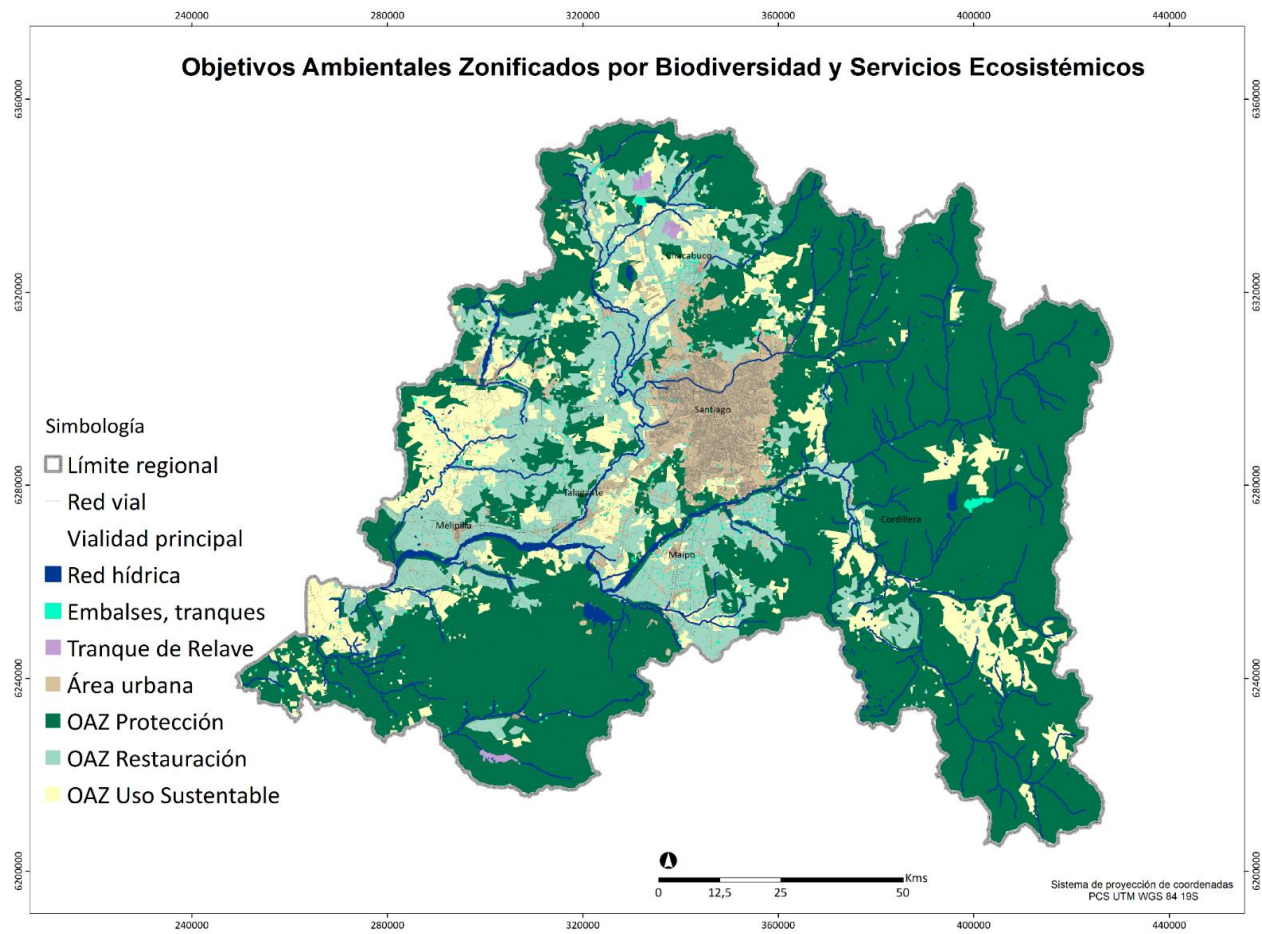 240000 280000 320000 360000 400000 440000
Objetivos Ambientales Zonificados por Biodiversidad y Servicios Ecosistémicos
6360000 6360000
Chacabuco
6320000 6320000
Santiago
Simbología
Límite regional
Red vial
Vialidad principal
Red hídrica
Embalses, tranques
Tranque de Relave
Área urbana
OAZ Protección
OAZ Restauración
OAZ Uso Sustentable
6280000 6280000
Talagante
Melipilla
Cordillera
Maipo
6240000 6240000
6200000 6200000
Kms
0 12,5 25 50
Sistema de proyección de coordenadas
PCS UTM WGS 84 19S
240000 280000 320000 360000 400000 440000